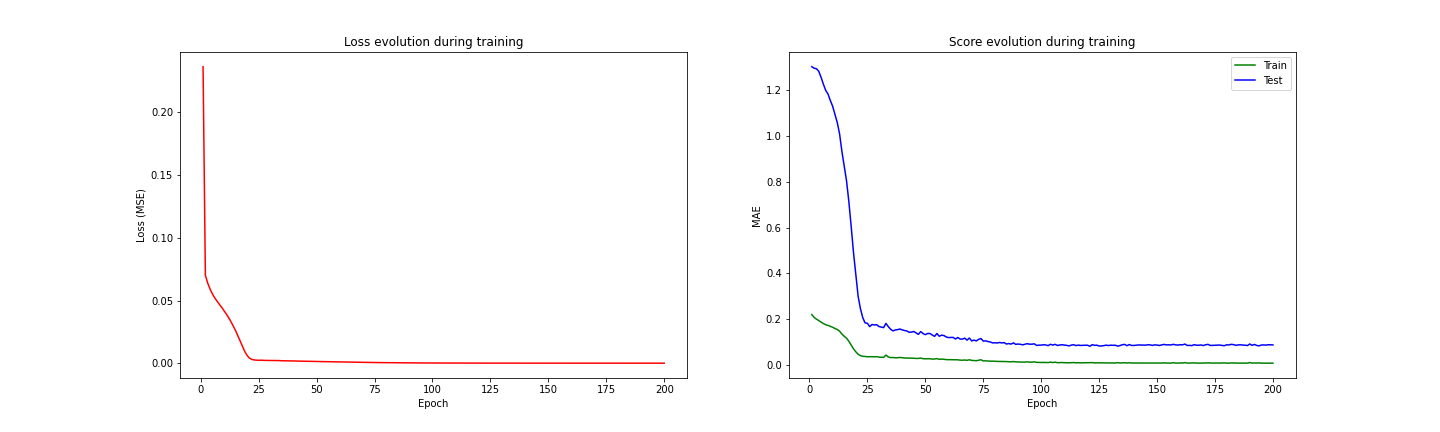 Loss evolution during training
Loss (MSE)
0.20
0.15
0.10
0.05
0.00
0 25 50 75 100 125 150 175 200
Epoch
Score evolution during training
Train
Test
MAE
1.2
1.0
0.8
0.6
0.4
0.2
0.0
0 25 50 75 100 125 150 175 200
Epoch